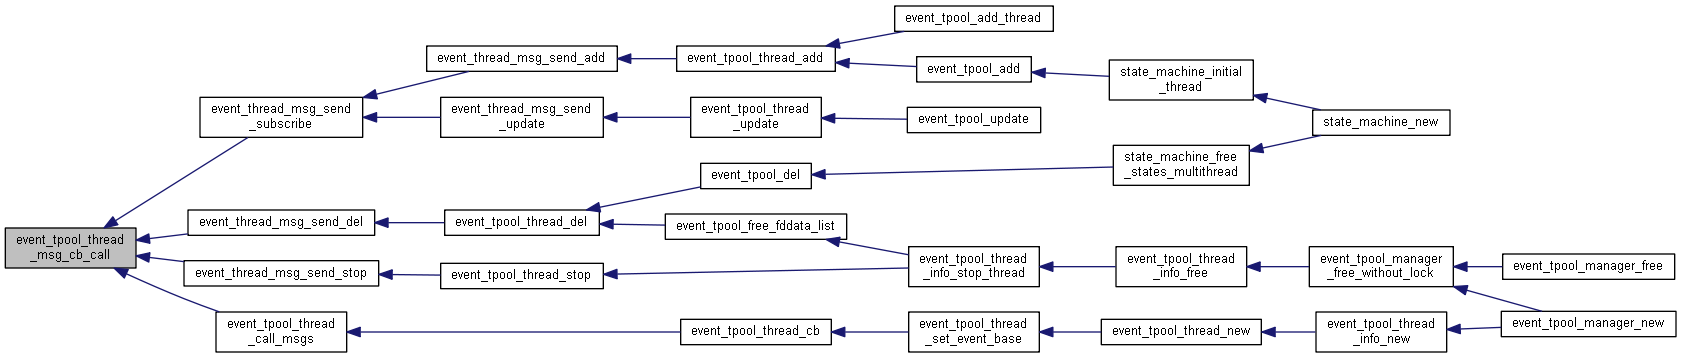 event_tpool_add_thread
event_thread_msg_send_add
event_tpool_thread_add
event_tpool_add
state_machine_initial
_thread
event_thread_msg_send
_subscribe
event_thread_msg_send
_update
event_tpool_thread
_update
event_tpool_update
state_machine_new
state_machine_free
_states_multithread
event_tpool_del
event_thread_msg_send_del
event_tpool_thread_del
event_tpool_free_fddata_list
event_tpool_thread
_msg_cb_call
event_thread_msg_send_stop
event_tpool_thread_stop
event_tpool_thread
_info_stop_thread
event_tpool_thread
_info_free
event_tpool_manager
_free_without_lock
event_tpool_manager_free
event_tpool_thread
_call_msgs
event_tpool_thread_cb
event_tpool_thread
_set_event_base
event_tpool_thread_new
event_tpool_thread
_info_new
event_tpool_manager_new